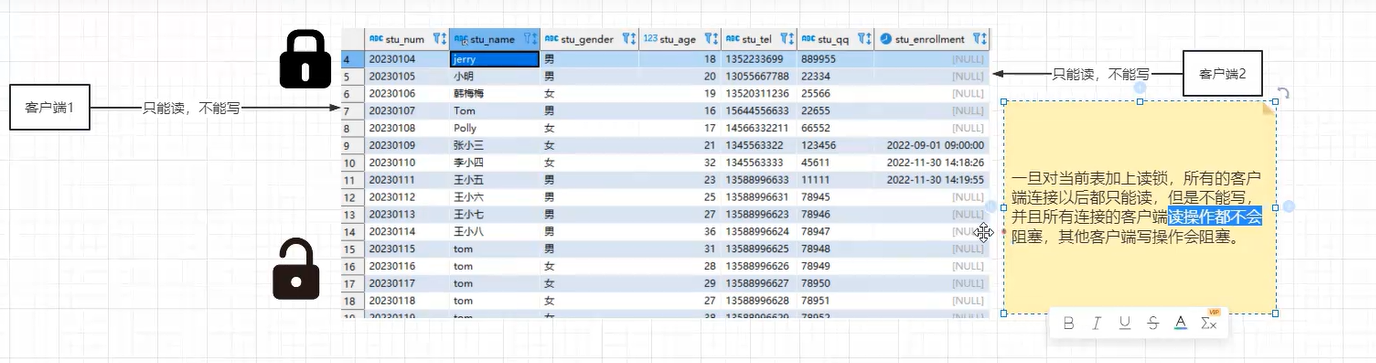 ABC stu_num ABC stu_name ABC stu_gender 123 stu_age ABC stu_tel ABC stu_qq stu_enrollment
4 20230104 jerry 男 18 1352233699 889955 [NULL]
5 20230105 小明 男 20 13055667788 22334 [NULL]
6 20230106 韩梅梅 女 19 13520311236 25566 [NULL]
7 20230107 Tom 男 16 15644556633 22655 [NULL]
8 20230108 Polly 女 17 14566332211 66552 [NULL]
9 20230109 张小三 女 21 1345563322 123456 2022-09-01 09:00:00
10 20230110 李小四 女 32 1345563333 45611 2022-11-30 14:18:26
11 20230111 王小五 男 23 13588996633 11111 2022-11-30 14:19:55
12 20230112 王小六 男 25 13588996631 78945 [NULL]
13 20230113 王小七 男 27 13588996623 78946 [NULL]
14 20230114 王小八 男 36 13588996624 78947 [NULL]
15 20230115 tom 男 31 13588996625 78948 [NULL]
16 20230116 tom 女 28 13588996626 78949 [NULL]
17 20230117 tom 女 29 13588996627 78950 [NULL]
18 20230118 tom 女 27 13588996628 78951 [NULL]
客户端1
只能读，不能写
只能读，不能写
客户端2
一旦对当前表加上读锁，所有的客户
端连接以后都只能读，但是不能写，
并且所有连接的客户端读操作都不会
阻塞，其他客户端写操作会阻塞。
B I U S A Σx
VIP